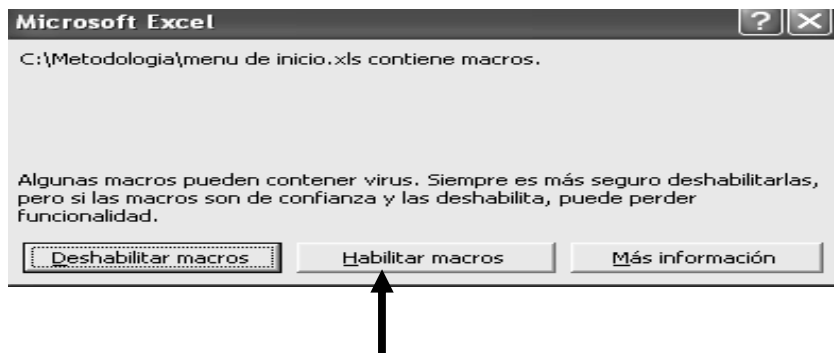 Microsoft Excel
C:\Metodologia\menu de inicio.xls contiene macros.
Algunas macros pueden contener virus. Siempre es más seguro deshabilitarlas,
pero si las macros son de confianza y las deshabilita, puede perder
funcionalidad.
Deshabilitar macros Habilitar macros Más información